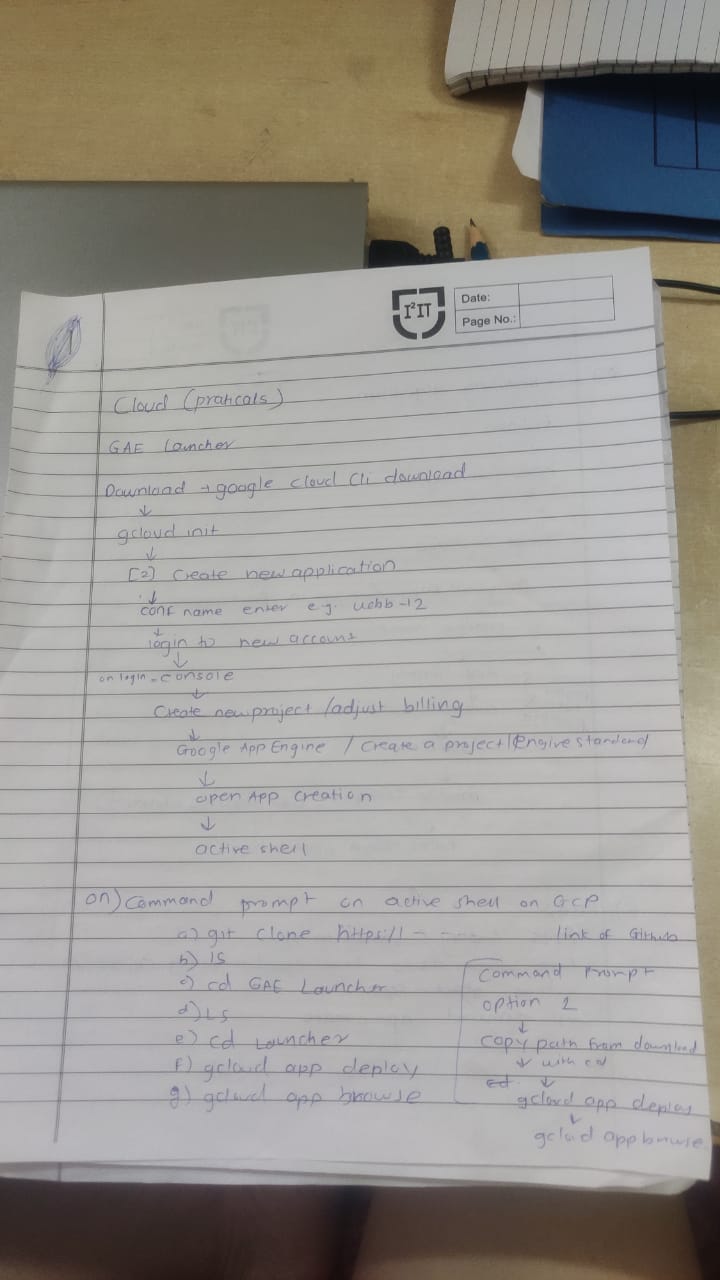 I²IT
Date:
Page No.:
Cloud (praticals)
GAE Launcher
Download → google cloud Cli download
↓
gcloud init
↓
[2] Create new application
↓
conf name enter e.g. uebb-12
↓
login to new account
↓
on login - console
↓
Create new project / adjust billing
↓
Google App Engine / Create a project / Engine standard
↓
open App creation
↓
active shell
on) Command prompt on active shell on GCP
a) git clone https:// - ---- link of Github
b) ls
c) cd GAE Launcher
d) Ls
e) cd Launcher
f) gcloud app deploy
g) gcloud app browse
Command Prompt
option 2
↓
copy path from download
↓ with cd
↓
gcloud app deploy
↓
gcloud app browse